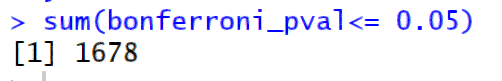 > sum(bonferroni_pval<= 0.05)
[1] 1678
>